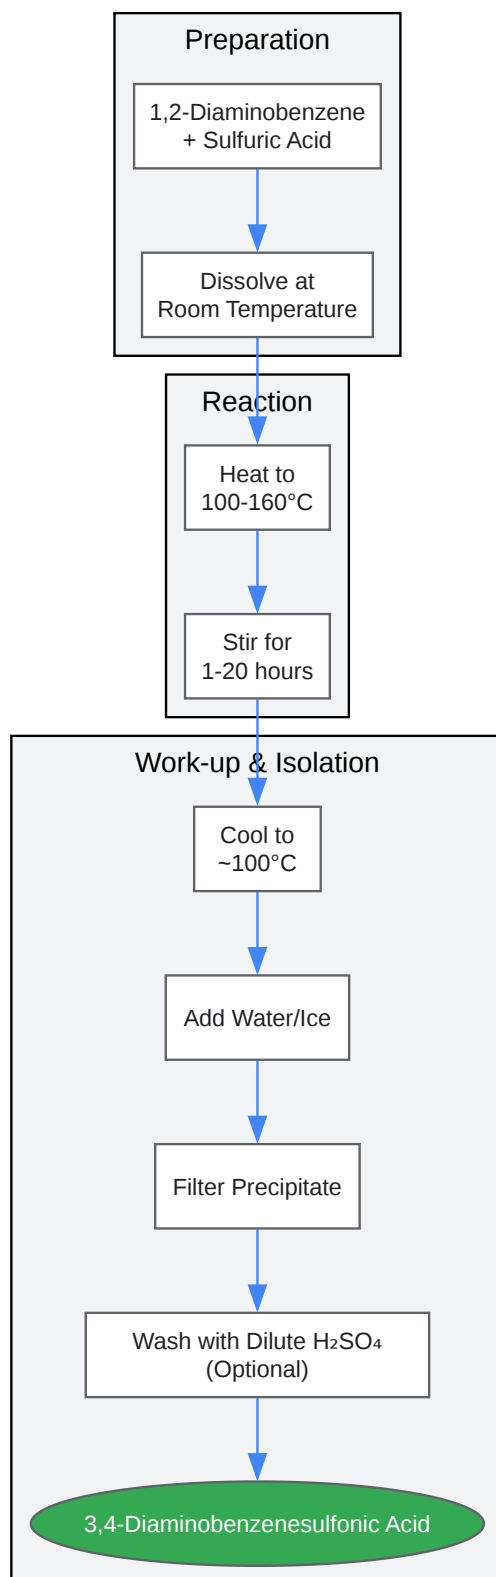 Preparation
1,2-Diaminobenzene
+ Sulfuric Acid
Dissolve at
Room Temperature
Reaction
Heat to
100-160°C
Stir for
1-20 hours
Work-up & Isolation
Cool to
~100°C
Add Water/Ice
Filter Precipitate
Wash with Dilute H₂SO₄
(Optional)
3,4-Diaminobenzenesulfonic Acid